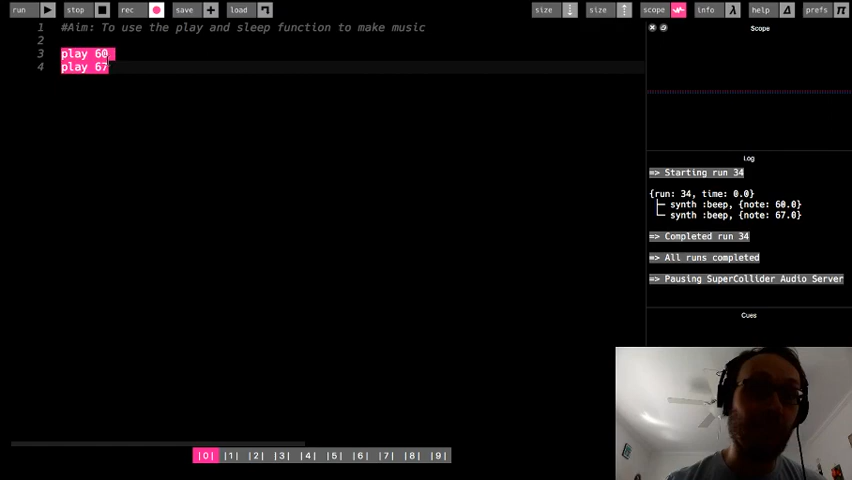 run stop rec save load size size scope info help prefs
1 #Aim: To use the play and sleep function to make music
2
3 play 60
4 play 67
Scope
Log
=> Starting run 34
{run: 34, time: 0.0}
├─ synth :beep, {note: 60.0}
└─ synth :beep, {note: 67.0}
=> Completed run 34
=> All runs completed
=> Pausing SuperCollider Audio Server
Cues
|0| |1| |2| |3| |4| |5| |6| |7| |8| |9|